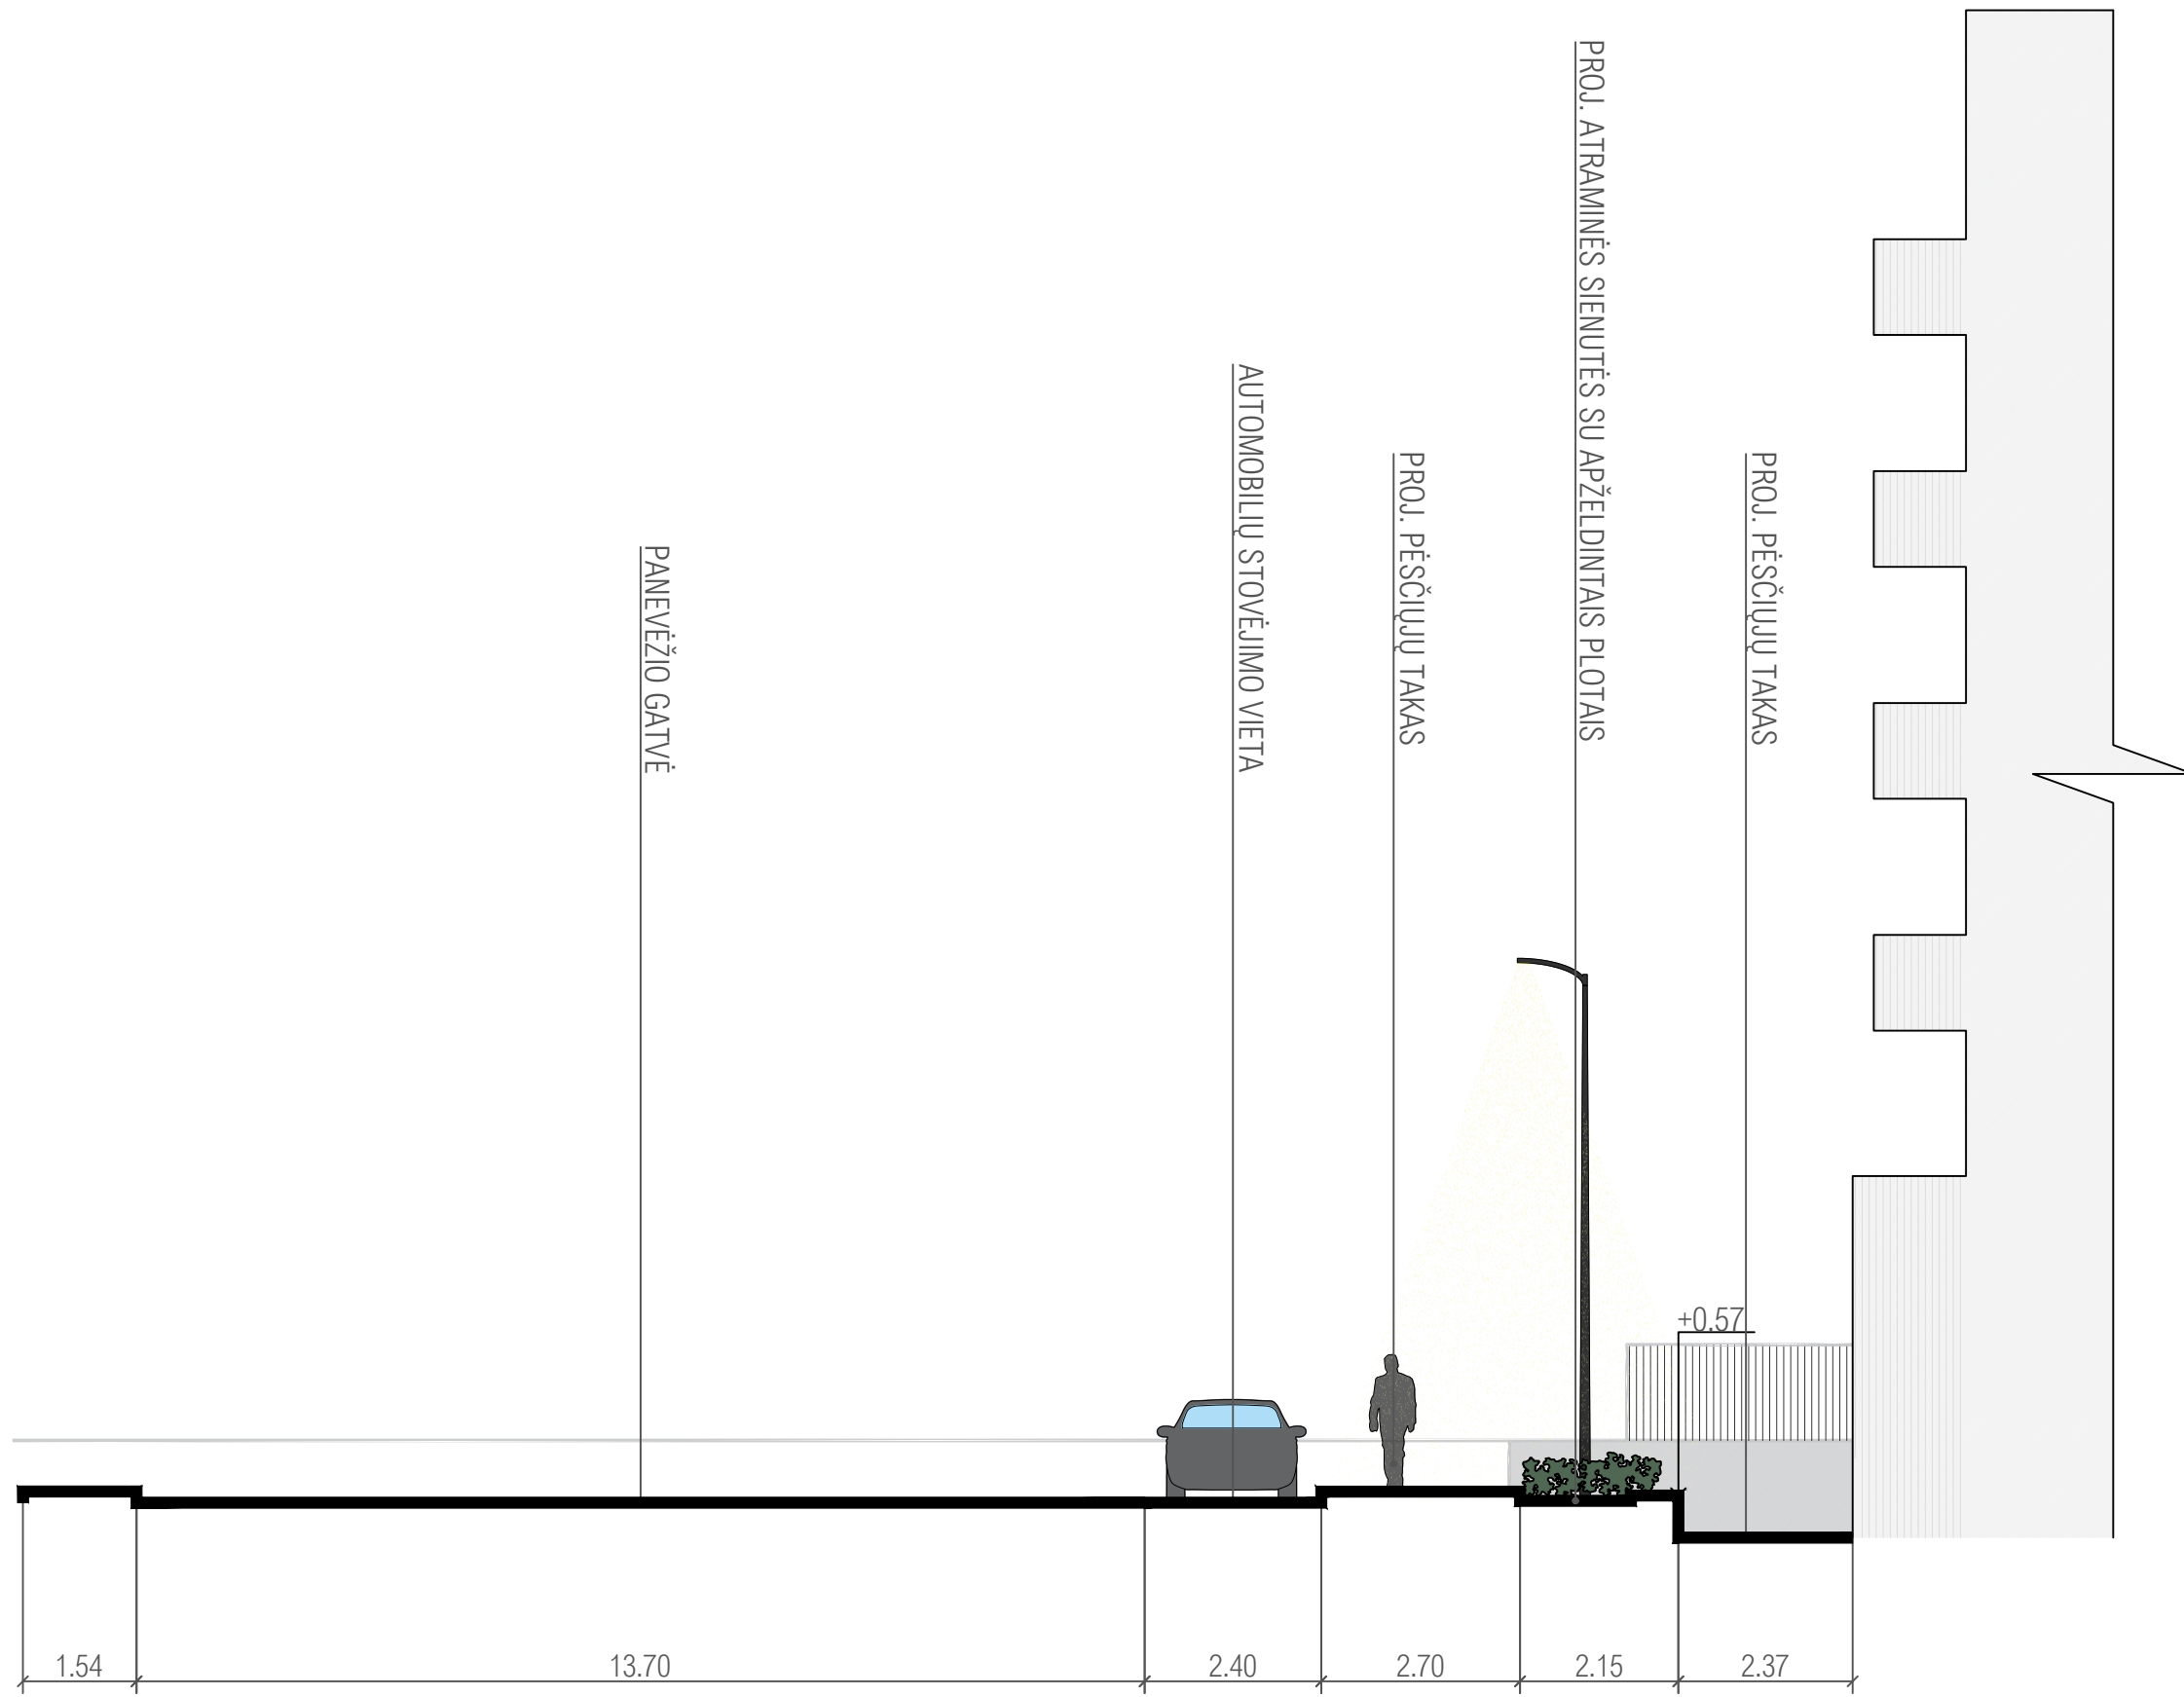 PANEVĖŽIO GATVĖ
AUTOMOBILIŲ STOVĖJIMO VIETA
PROJ. PĖSČIŲJŲ TAKAS
PROJ. ATRAMINĖS SIENUTĖS SU APŽELDINTAIS PLOTAIS
PROJ. PĖSČIŲJŲ TAKAS
+0.57
1.54
13.70
2.40
2.70
2.15
2.37